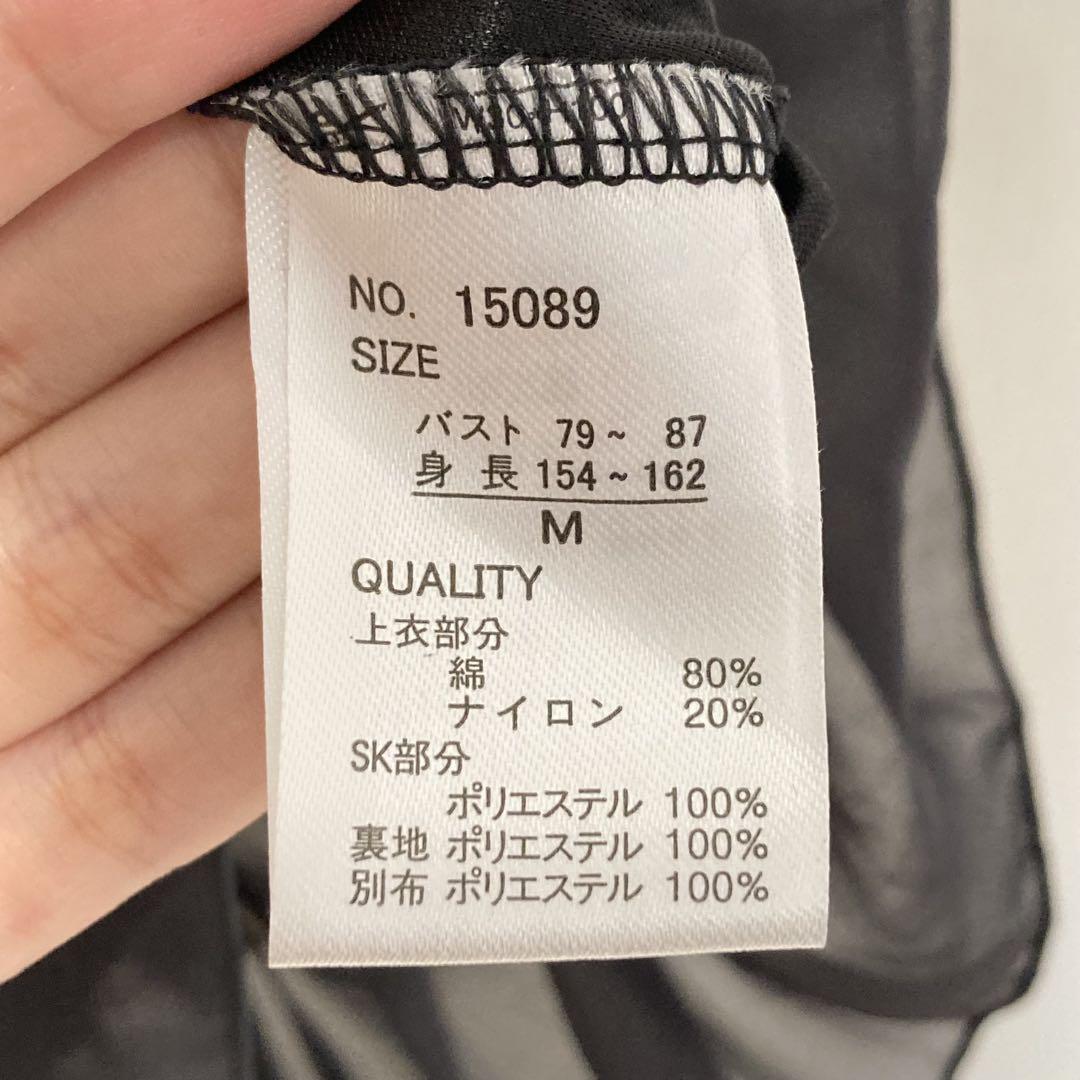 NO. 15089
SIZE
バスト 79~ 87
身 長 154~162
M
QUALITY
上衣部分
綿 80%
ナイロン 20%
SK部分
ポリエステル 100%
裏地 ポリエステル 100%
別布 ポリエステル 100%